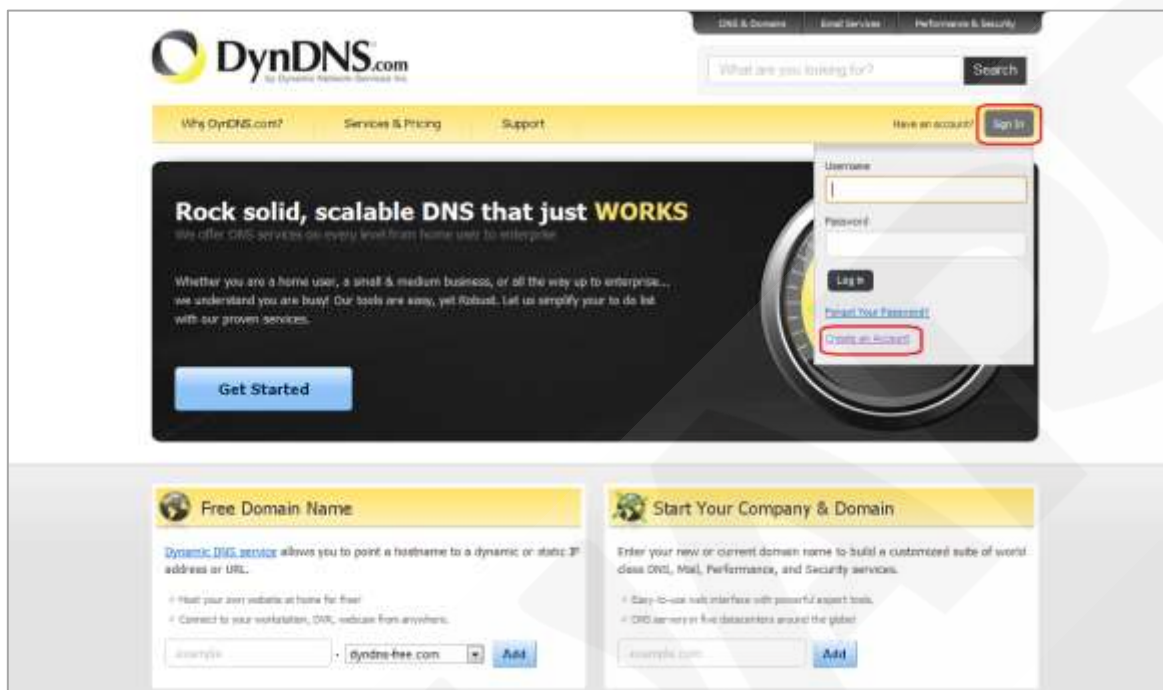 DNS & Domains
Email Services
Performance & Security
DynDNS.com
by Dynamic Network Services Inc.
What are you looking for?
Search
Why DynDNS.com?
Services & Pricing
Support
Have an account?
Sign In
Username
Password
Log In
Forgot Your Password?
Create an Account
Rock solid, scalable DNS that just WORKS
We offer DNS services on every level from home user to enterprise
Whether you are a home user, a small & medium business, or all the way up to enterprise...
we understand you are busy! Our tools are easy, yet Robust. Let us simplify your to do list
with our proven services.
Get Started
Free Domain Name
Dynamic DNS service allows you to point a hostname to a dynamic or static IP
address or URL.
Host your own website at home for free!
Connect to your workstation, DVR, webcam from anywhere.
example
. dyndns-free.com
Add
Start Your Company & Domain
Enter your new or current domain name to build a customized suite of world
class DNS, Mail, Performance, and Security services.
Easy-to-use web interface with powerful expert tools.
DNS servers in five datacenters around the globe!
example.com
Add